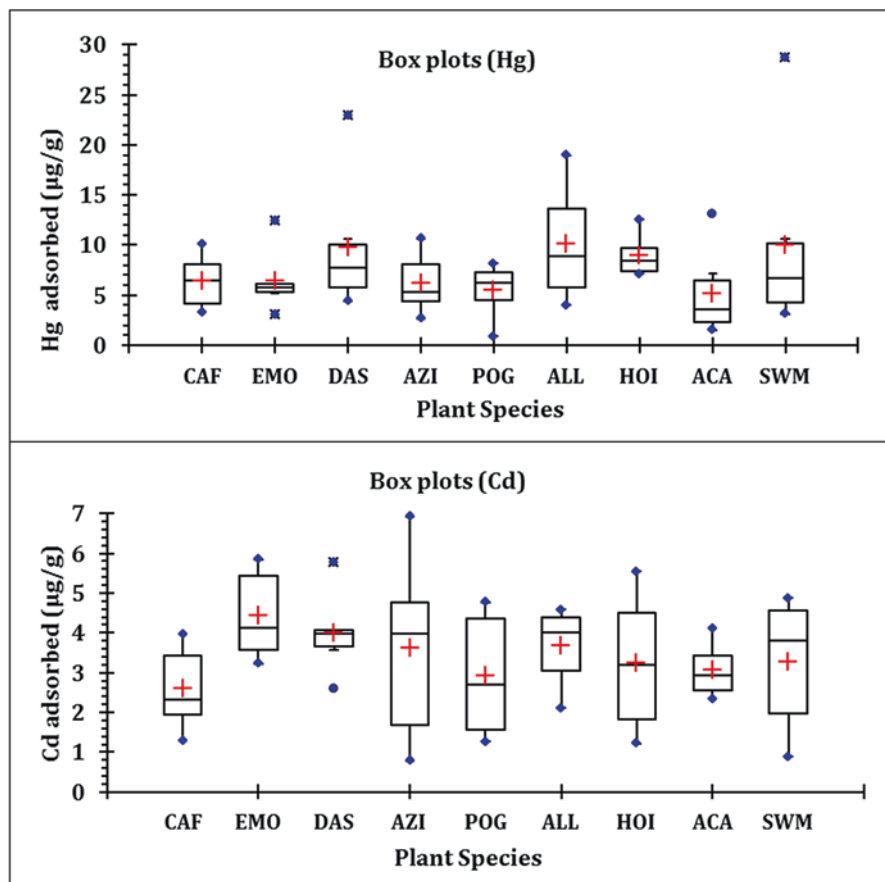 Box plots (Hg)
30
25
20
15
10
5
0
Hg adsorbed (µg/g)
CAF EMO DAS AZI POG ALL HOI ACA SWM
Plant Species
Box plots (Cd)
7
6
5
4
3
2
1
0
Cd adsorbed (µg/g)
CAF EMO DAS AZI POG ALL HOI ACA SWM
Plant Species